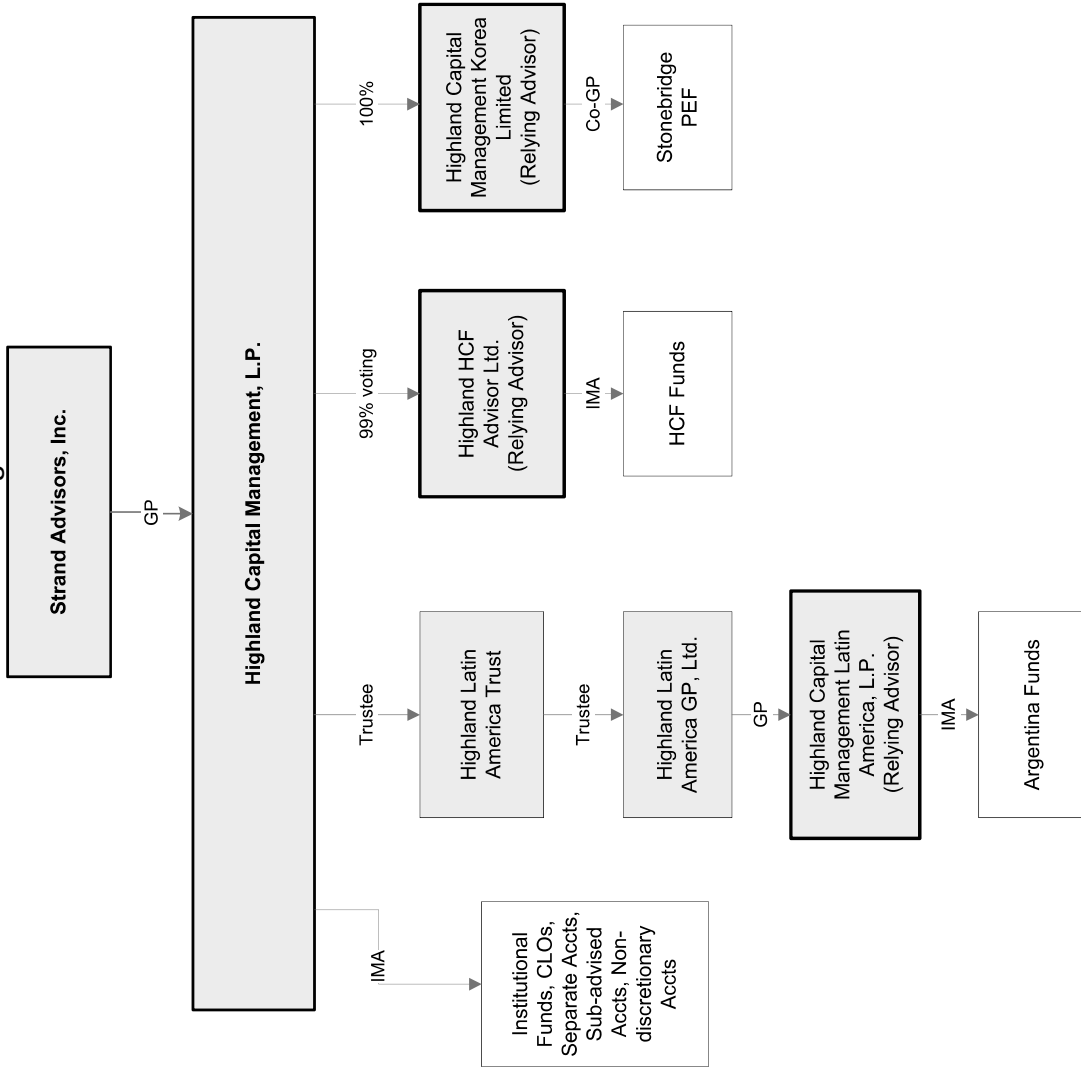 Strand Advisors, Inc.
GP
Highland Capital Management, L.P.
IMA
Trustee
99% voting
100%
Institutional
Funds, CLOs,
Separate Accts,
Sub-advised
Accts, Non-
discretionary
Accts
Highland Latin
America Trust
Highland HCF
Advisor Ltd.
(Relying Advisor)
Highland Capital
Management Korea
Limited
(Relying Advisor)
Trustee
IMA
Co-GP
Highland Latin
America GP, Ltd.
HCF Funds
Stonebridge
PEF
GP
Highland Capital
Management Latin
America, L.P.
(Relying Advisor)
IMA
Argentina Funds